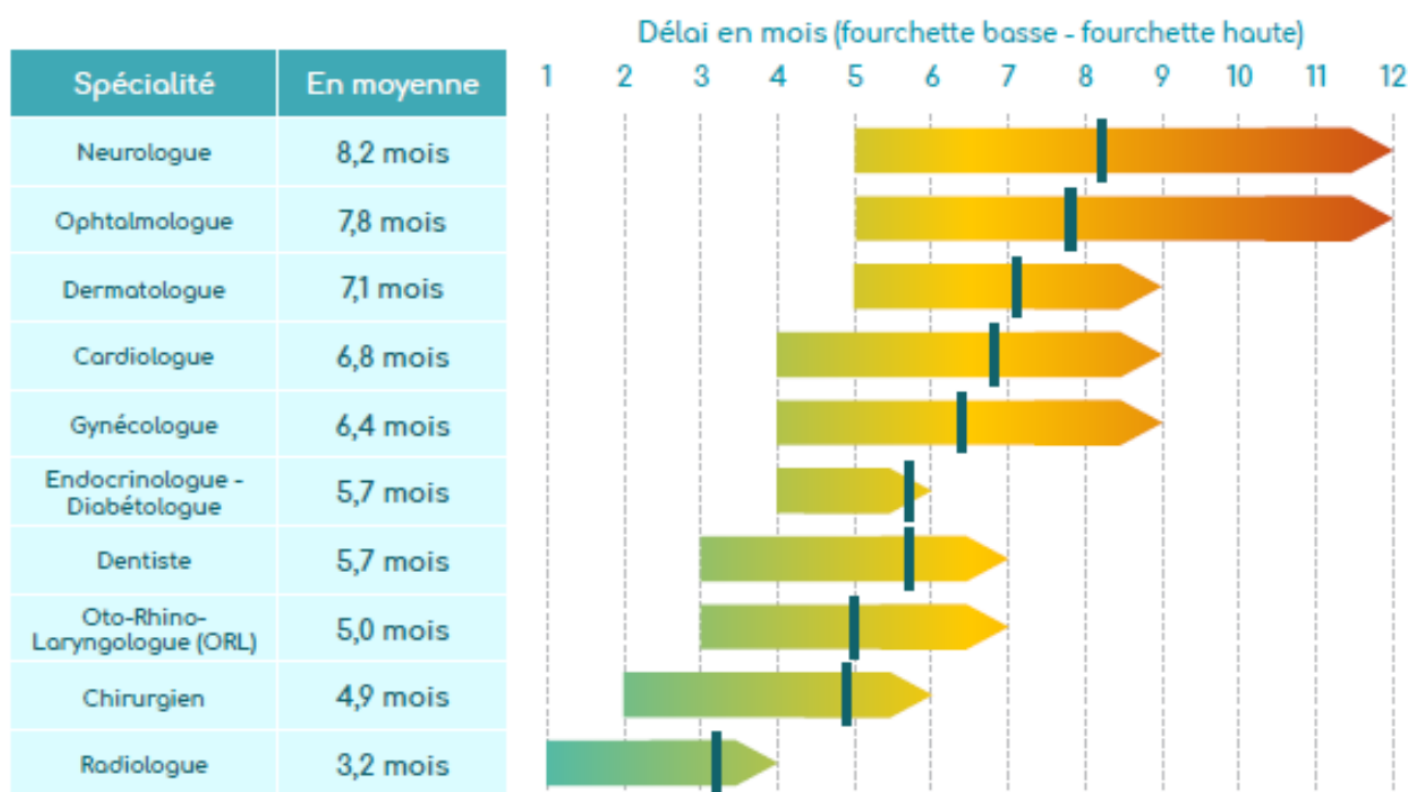 Délai en mois (fourchette basse - fourchette haute)
Spécialité En moyenne 1 2 3 4 5 6 7 8 9 10 11 12
Neurologue 8,2 mois
Ophtalmologue 7,8 mois
Dermatologue 7,1 mois
Cardiologue 6,8 mois
Gynécologue 6,4 mois
Endocrinologue -
Diabétologue 5,7 mois
Dentiste 5,7 mois
Oto-Rhino-
Laryngologue (ORL) 5,0 mois
Chirurgien 4,9 mois
Radiologue 3,2 mois